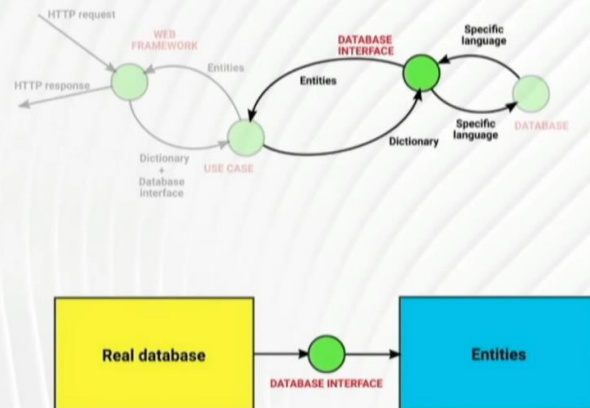 HTTP request
WEB
FRAMEWORK
HTTP response
Entities
Dictionary
+
Database
interface
USE CASE
DATABASE
INTERFACE
Entities
Dictionary
Specific
language
Specific
language
DATABASE
Real database
DATABASE INTERFACE
Entities